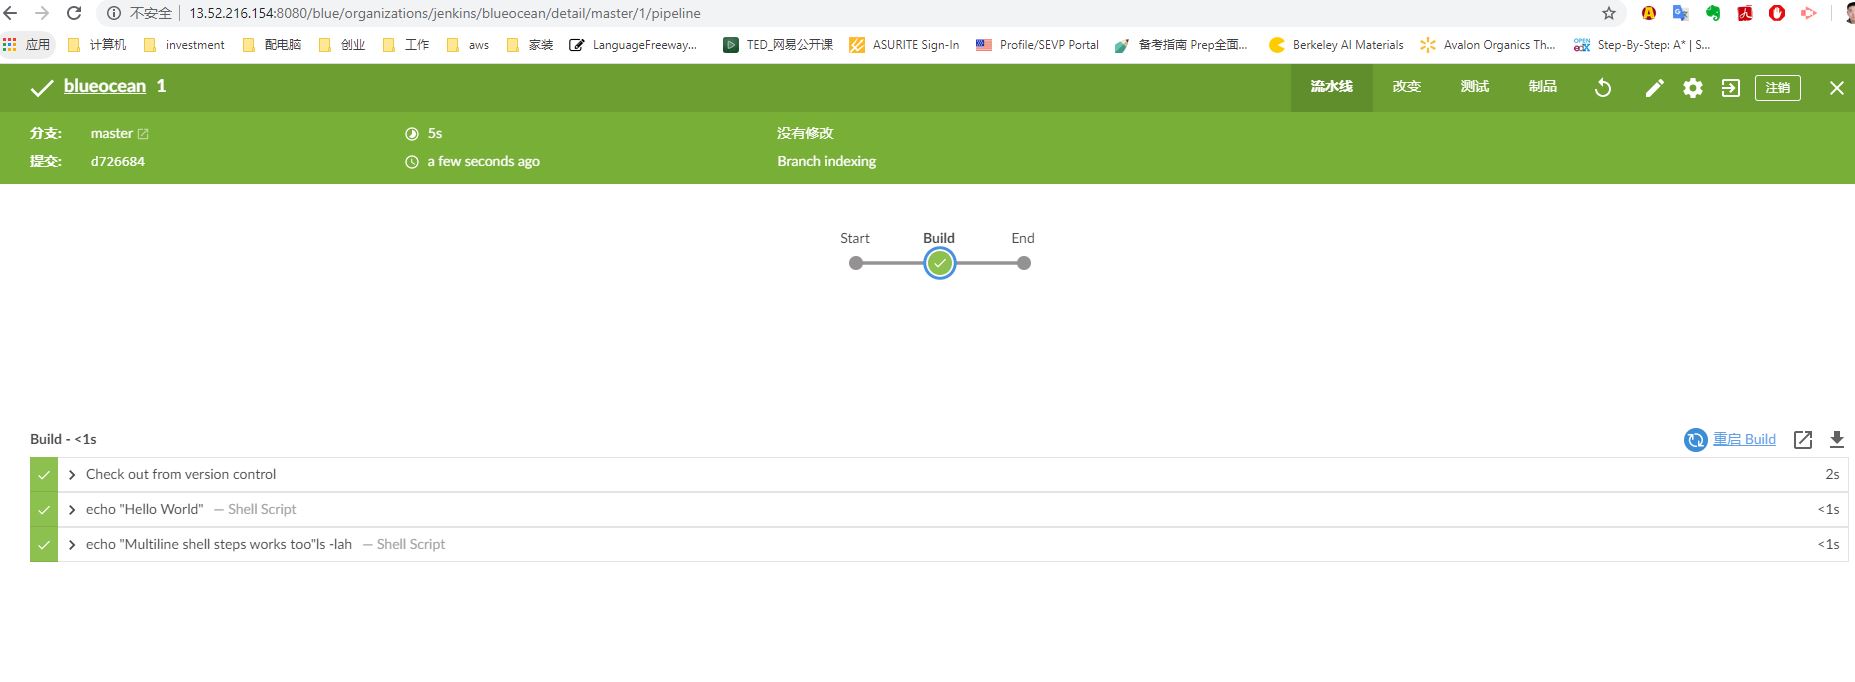 不安全 13.52.216.154:8080/blue/organizations/jenkins/blueocean/detail/master/1/pipeline
应用 计算机 investment 配电脑 创业 工作 aws 家装 LanguageFreeway... TED_网易公开课 ASURITE Sign-In Profile/SEVP Portal 备考指南 Prep全面... Berkeley AI Materials Avalon Organics Th... OPEN edX Step-By-Step: A* | S...
blueocean 1 流水线 改变 测试 制品 注销
分支: master 5s 没有修改
提交: d726684 a few seconds ago Branch indexing
Start Build End
Build - <1s 重启 Build
Check out from version control 2s
echo "Hello World" — Shell Script <1s
echo "Multiline shell steps works too"ls -lah — Shell Script <1s